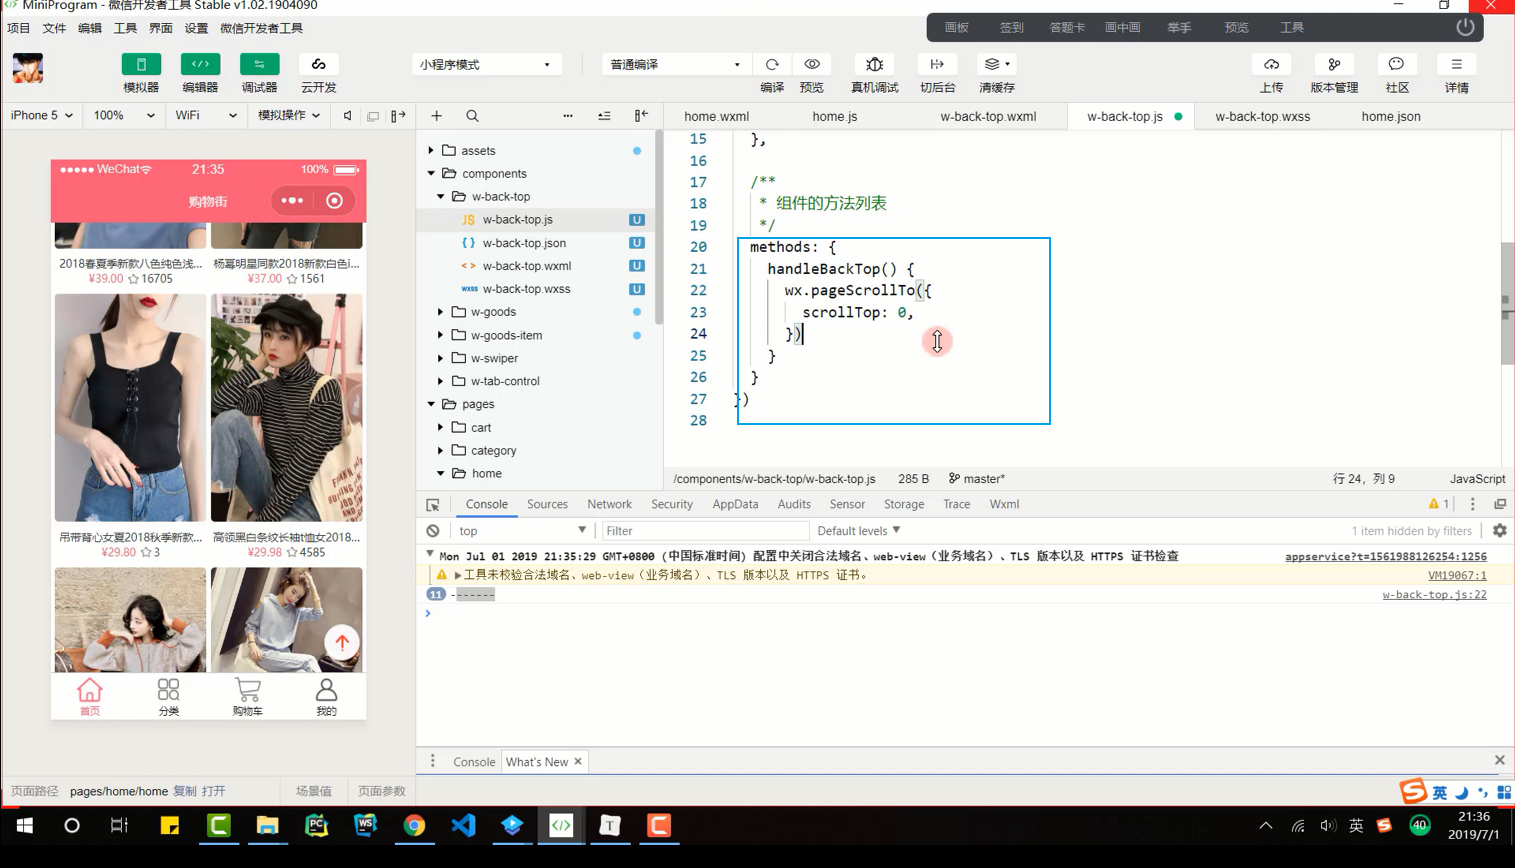 MiniProgram - 微信开发者工具 Stable v1.02.1904090
项目 文件 编辑 工具 界面 设置 微信开发者工具
画板 签到 答题卡 画中画 举手 预览 工具
小程序模式 普通编译
模拟器 编辑器 调试器 云开发 编译 预览 真机调试 切后台 清缓存 上传 版本管理 社区 详情
iPhone 5 100% WiFi 模拟操作
home.wxml home.js w-back-top.wxml w-back-top.js w-back-top.wxss home.json
WeChat 21:35 100%
购物街
2018春夏季新款八色纯色浅... 杨幂明星同款2018新款白色i...
¥39.00 16705 ¥37.00 1561
吊带背心女夏2018秋季新款... 高领黑白条纹长袖t恤女2018...
¥29.80 3 ¥29.98 4585
首页 分类 购物车 我的
assets
components
w-back-top
JS w-back-top.js U
{ } w-back-top.json U
< > w-back-top.wxml U
wxss w-back-top.wxss U
w-goods
w-goods-item
w-swiper
w-tab-control
pages
cart
category
home
15 },
16
17 /**
18 * 组件的方法列表
19 */
20 methods: {
21 handleBackTop() {
22 wx.pageScrollTo({
23 scrollTop: 0,
24 })
25 }
26 }
27 })
28
/components/w-back-top/w-back-top.js 285 B master* 行 24，列 9 JavaScript
Console Sources Network Security AppData Audits Sensor Storage Trace Wxml 1
top Filter Default levels 1 item hidden by filters
Mon Jul 01 2019 21:35:29 GMT+0800 (中国标准时间) 配置中关闭合法域名、web-view（业务域名）、TLS 版本以及 HTTPS 证书检查 appservice?t=1561988126254:1256
工具未校验合法域名、web-view（业务域名）、TLS 版本以及 HTTPS 证书。 VM19067:1
11 ------- w-back-top.js:22
Console What's New
页面路径 pages/home/home 复制 打开 场景值 页面参数
英
英 40 21:36
2019/7/1